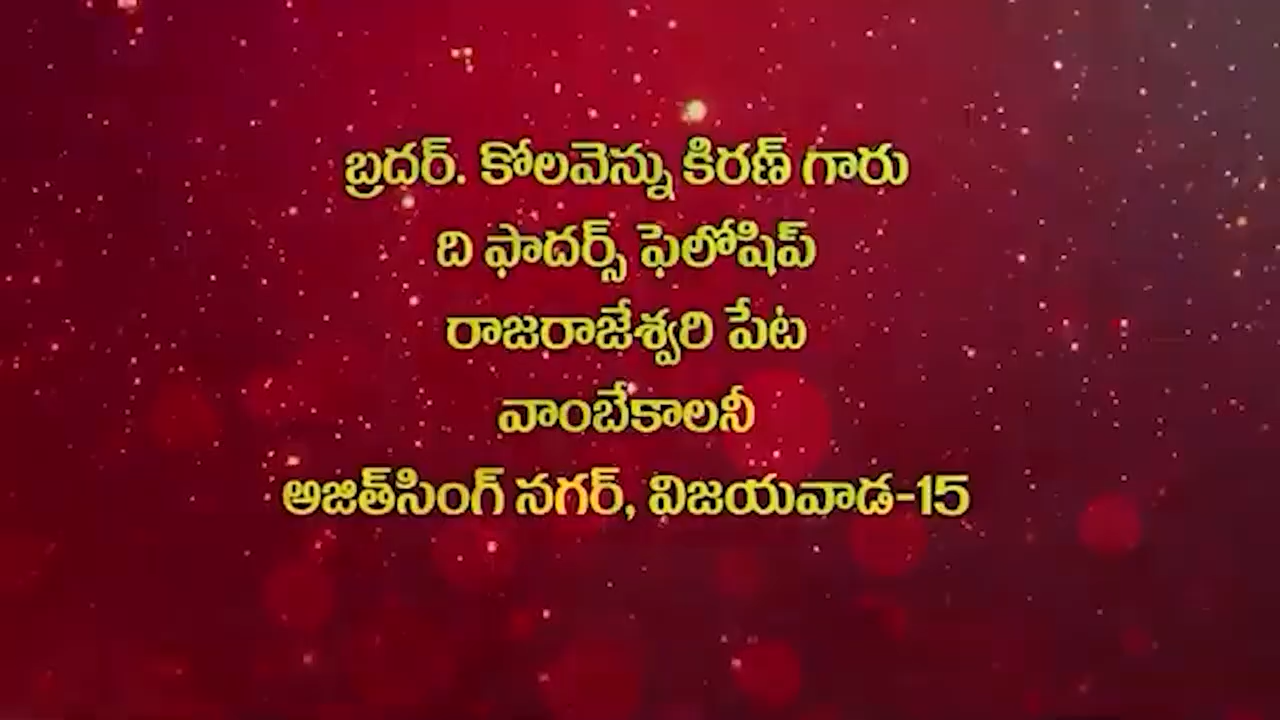 బ్రదర్. కోలవెన్ను కిరణ్ గారు
ది ఫాదర్స్ ఫెలోషిప్
రాజరాజేశ్వరి పేట
వాంబేకాలనీ
అజిత్‌సింగ్ నగర్, విజయవాడ-15